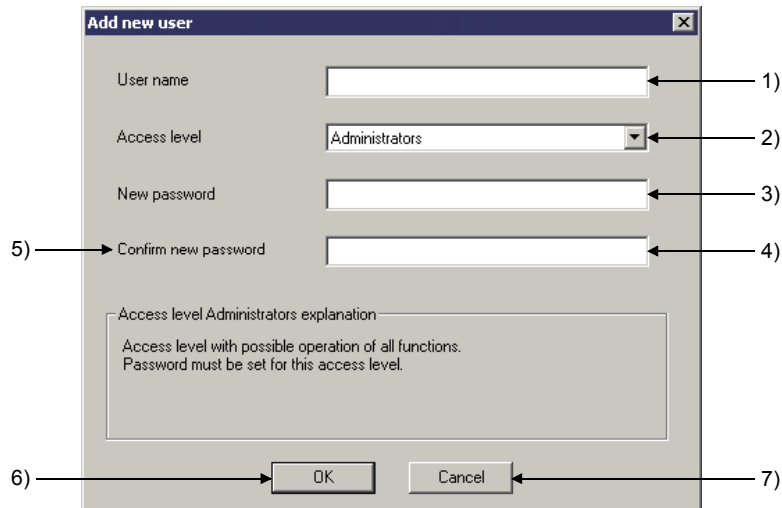 Add new user
User name
1)
Access level
Administrators
2)
New password
3)
5)
Confirm new password
4)
Access level Administrators explanation
Access level with possible operation of all functions.
Password must be set for this access level.
6)
OK
Cancel
7)